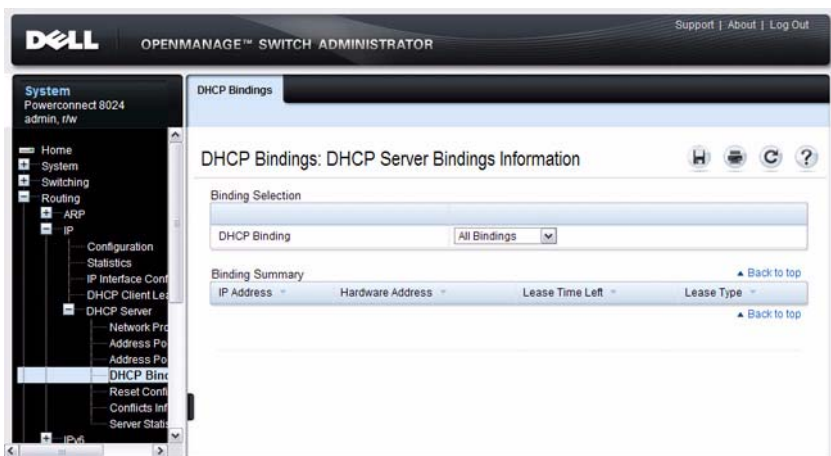 DELL
OPENMANAGE™ SWITCH ADMINISTRATOR
Support | About | Log Out
System
Powerconnect 8024
admin, r/w
Home
System
Switching
Routing
ARP
IP
Configuration
Statistics
IP Interface Conf
DHCP Client Lea
DHCP Server
Network Pro
Address Po
Address Po
DHCP Bind
Reset Confl
Conflicts Inf
Server Statis
IPv6
DHCP Bindings
DHCP Bindings: DHCP Server Bindings Information
Binding Selection
DHCP Binding All Bindings
Binding Summary
Back to top
IP Address Hardware Address Lease Time Left Lease Type
Back to top